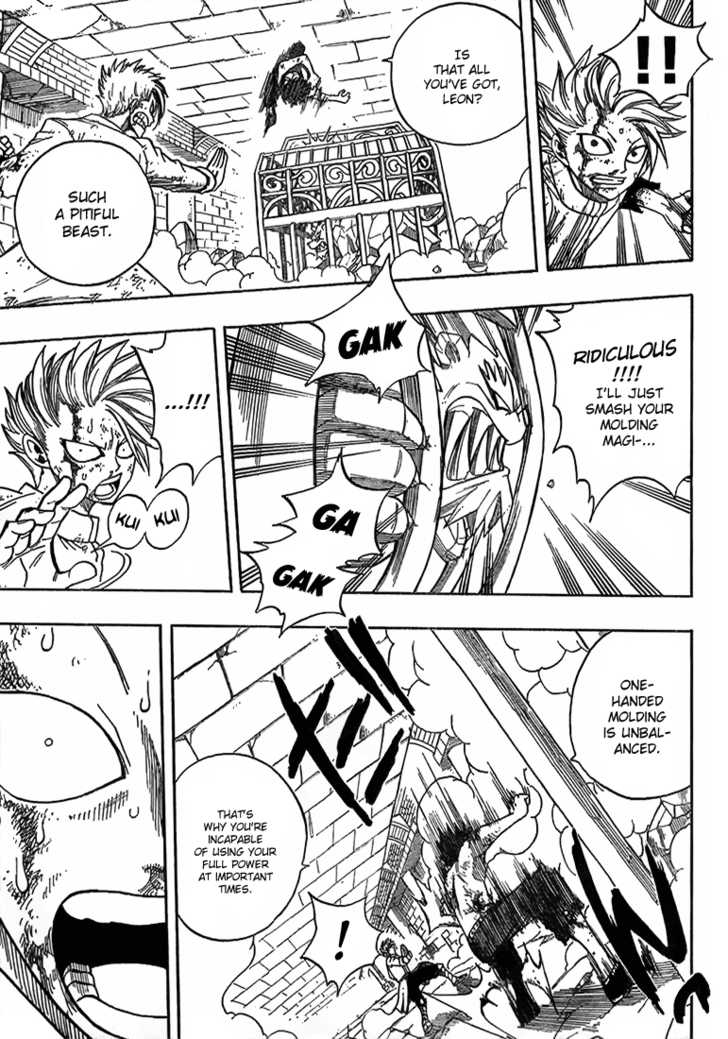 !!
IS
THAT ALL
YOU'VE GOT,
LEON?
SUCH
A PITIFUL
BEAST.
RIDICULOUS
!!!!
I'LL JUST
SMASH YOUR
MOLDING
MAGI-...
GAK
GA
GAK
...!!!
KUI KUI
ONE-
HANDED
MOLDING
IS UNBAL-
ANCED.
THAT'S
WHY YOU'RE
INCAPABLE
OF USING YOUR
FULL POWER
AT IMPORTANT
TIMES.
!